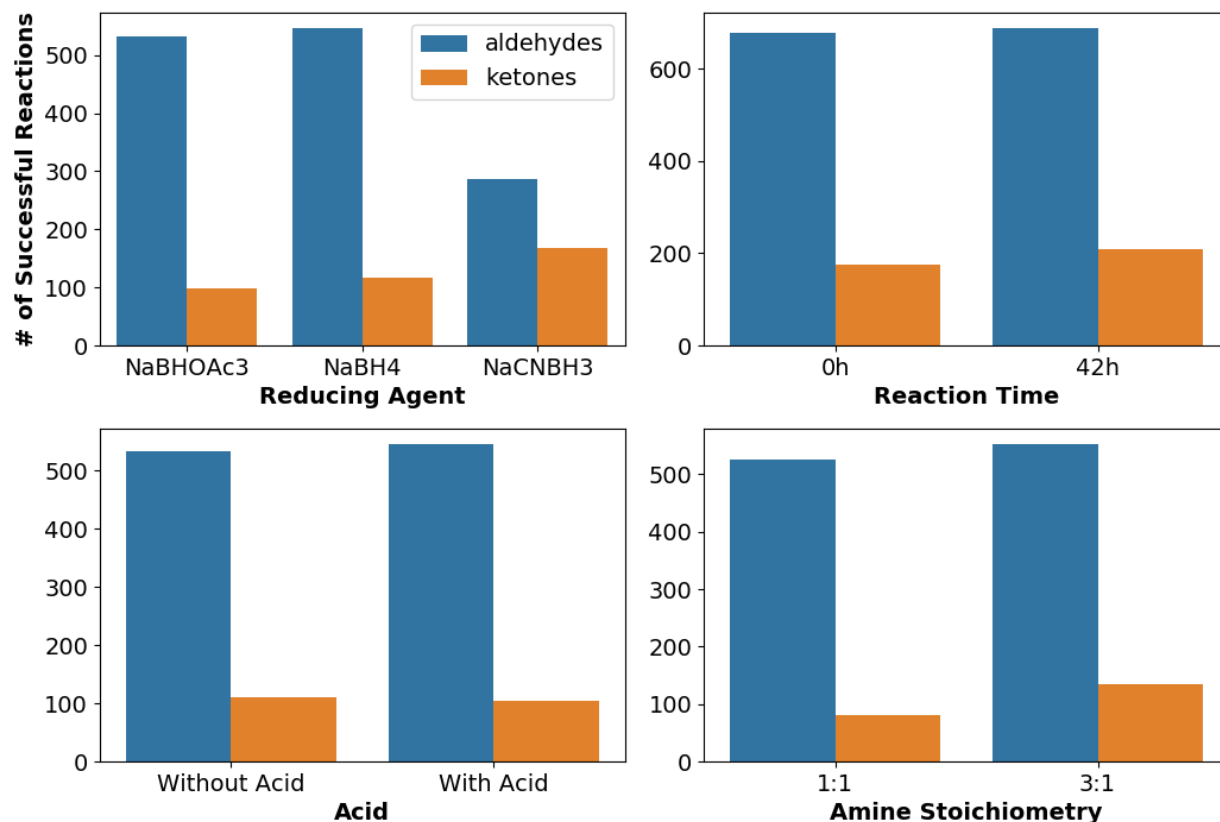 # of Successful Reactions
500
400
300
200
100
0
aldehydes
ketones
NaBHOAc3 NaBH4 NaCNBH3
Reducing Agent
600
400
200
0
0h 42h
Reaction Time
500
400
300
200
100
0
Without Acid With Acid
Acid
500
400
300
200
100
0
1:1 3:1
Amine Stoichiometry